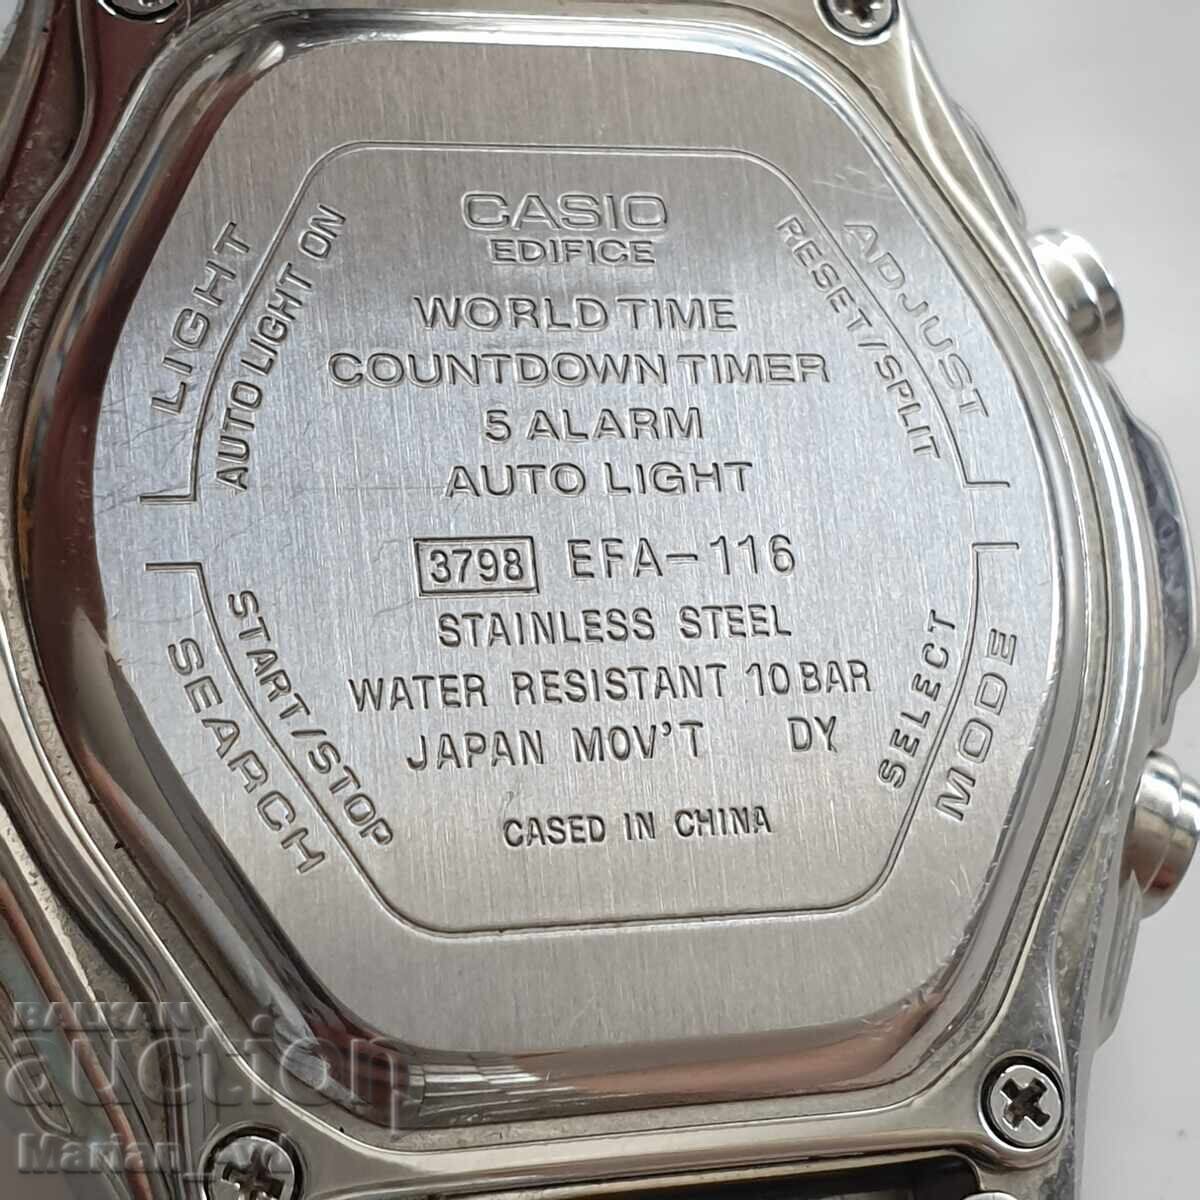 CASIO
EDIFICE
WORLD TIME
COUNTDOWN TIMER
5 ALARM
AUTO LIGHT
3798 EFA-116
STAINLESS STEEL
WATER RESISTANT 10 BAR
JAPAN MOV'T DY
CASED IN CHINA
LIGHT
AUTO LIGHT ON
ADJUST
RESET/SPLIT
SEARCH
START/STOP
SELECT
MODE
BALKAN
auction